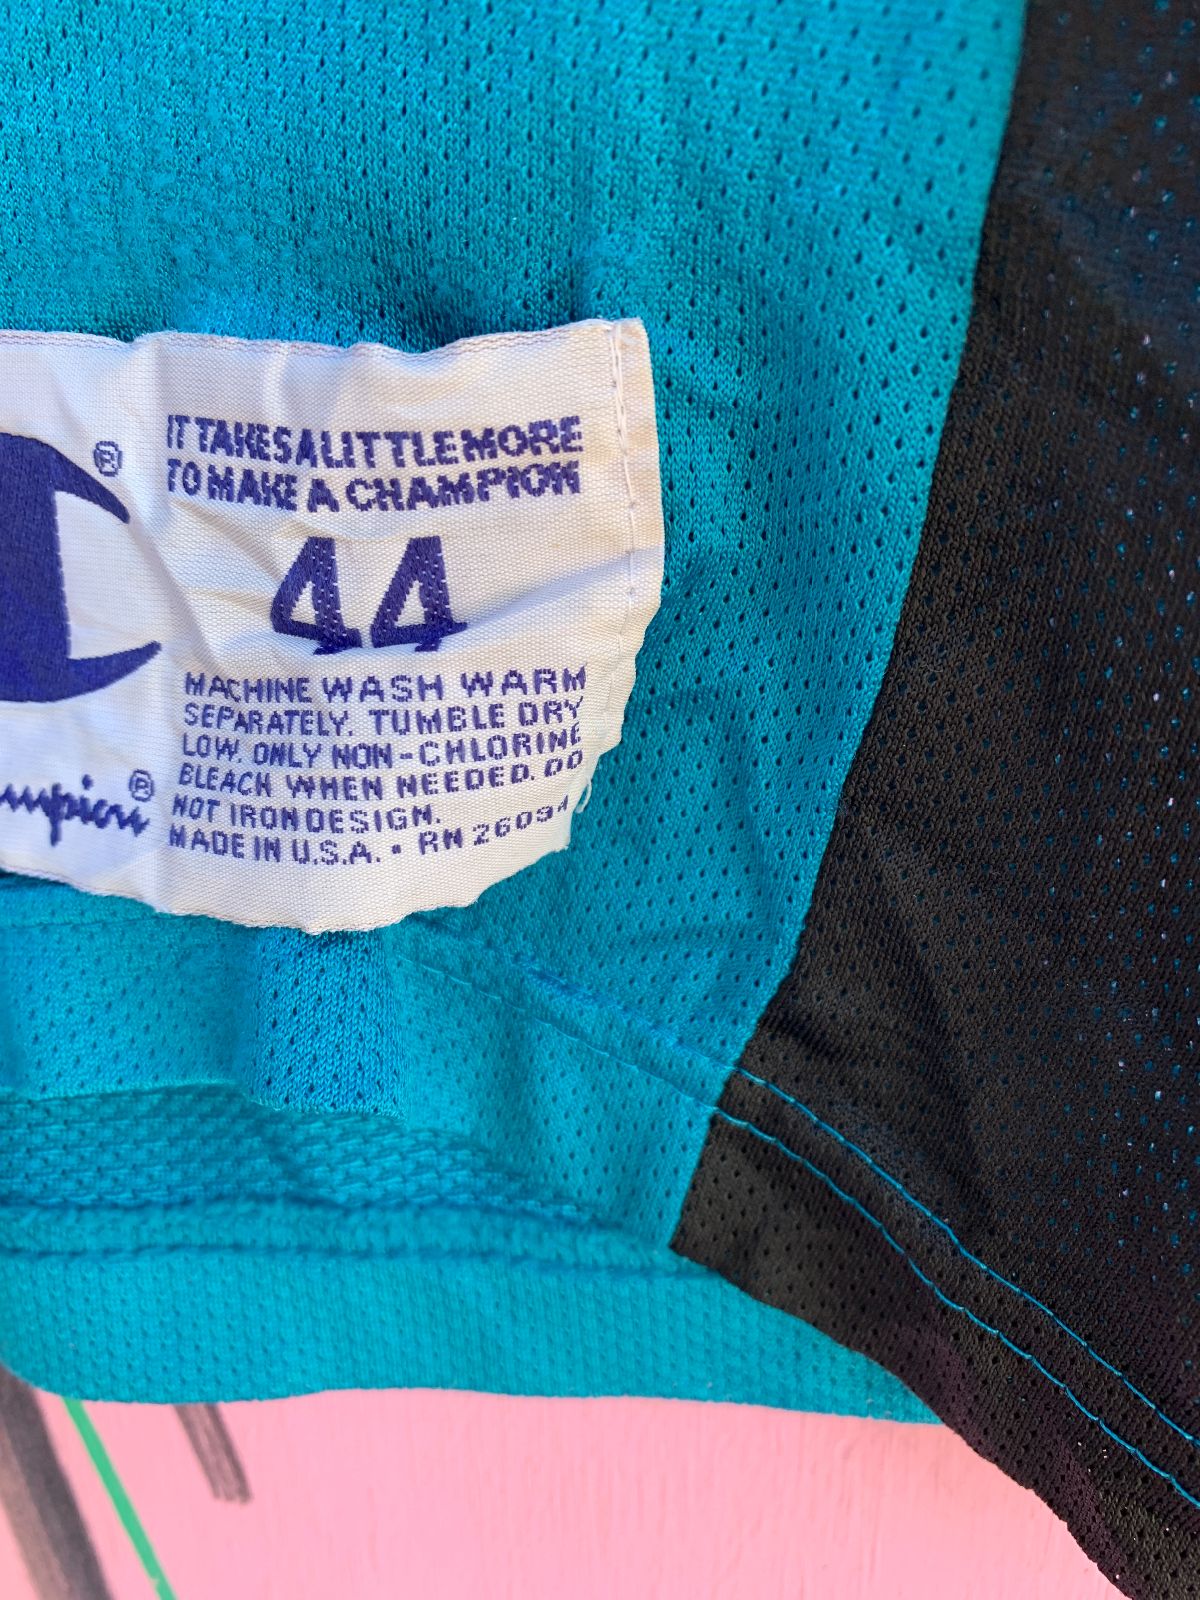 IT TAKES A LITTLE MORE
TO MAKE A CHAMPION
®
44
MACHINE WASH WARM
SEPARATELY. TUMBLE DRY
LOW. ONLY NON-CHLORINE
BLEACH WHEN NEEDED. DO
NOT IRON DESIGN.
MADE IN U.S.A. • RN 26094
ampion®